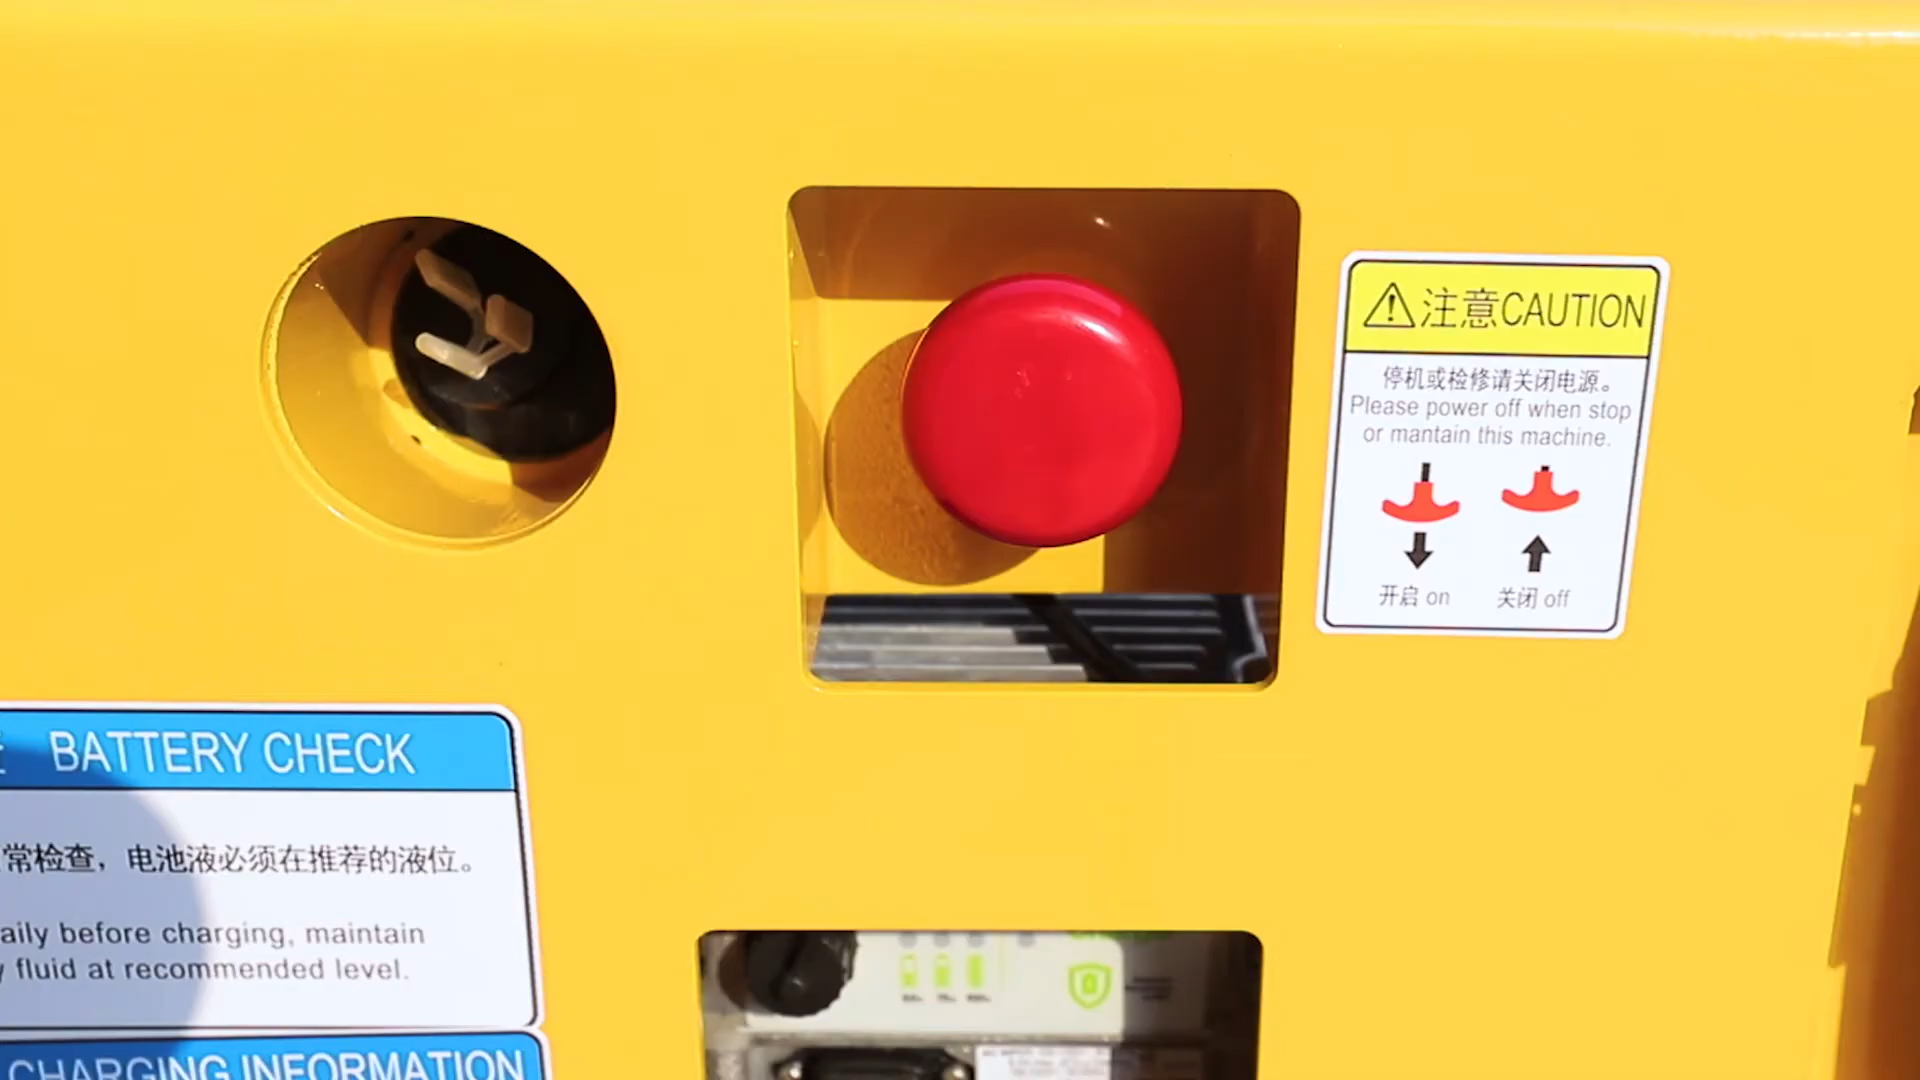 注意CAUTION
停机或检修请关闭电源。
Please power off when stop
or mantain this machine.
开启 on 关闭 off
BATTERY CHECK
常检查，电池液必须在推荐的液位。
aily before charging, maintain
fluid at recommended level.
CHARGING INFORMATION